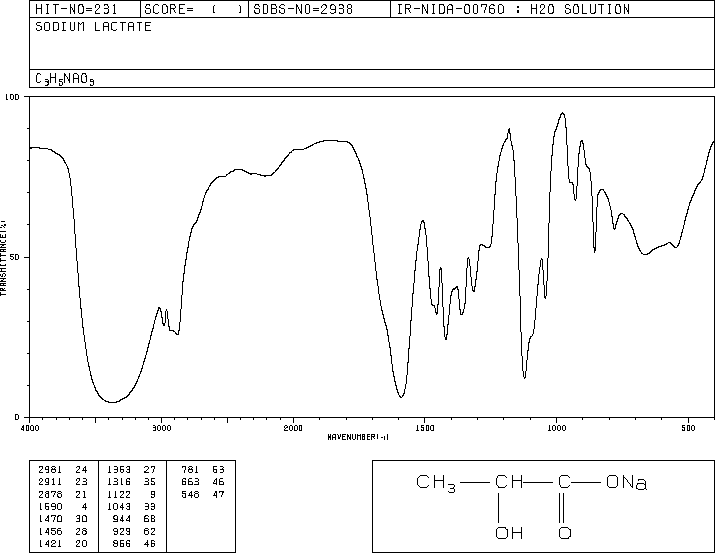 HIT-NO=231 SCORE= ( ) SDBS-NO=2938 IR-NIDA-00760 : H2O SOLUTION
SODIUM LACTATE
C3H5NAO3
100
50
0
TRANSMITTANCE(%)
4000 3000 2000 1500 1000 500
WAVENUMBER(-1)
2981 24 1363 27 781 53
2911 23 1316 35 663 46
2878 21 1122 9 548 47
1590 4 1043 33
1470 30 944 68
1456 28 929 62
1421 20 856 46
CH3 CH C ONa
OH O